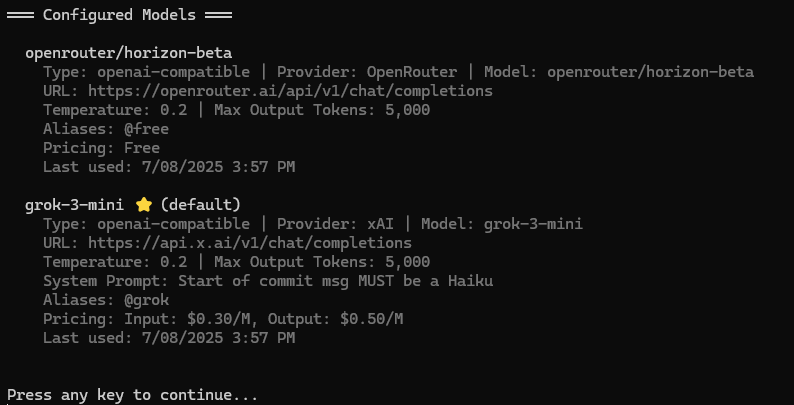 ═══ Configured Models ═══
openrouter/horizon-beta
Type: openai-compatible | Provider: OpenRouter | Model: openrouter/horizon-beta
URL: https://openrouter.ai/api/v1/chat/completions
Temperature: 0.2 | Max Output Tokens: 5,000
Aliases: @free
Pricing: Free
Last used: 7/08/2025 3:57 PM
grok-3-mini ⭐ (default)
Type: openai-compatible | Provider: xAI | Model: grok-3-mini
URL: https://api.x.ai/v1/chat/completions
Temperature: 0.2 | Max Output Tokens: 5,000
System Prompt: Start of commit msg MUST be a Haiku
Aliases: @grok
Pricing: Input: $0.30/M, Output: $0.50/M
Last used: 7/08/2025 3:57 PM
Press any key to continue...